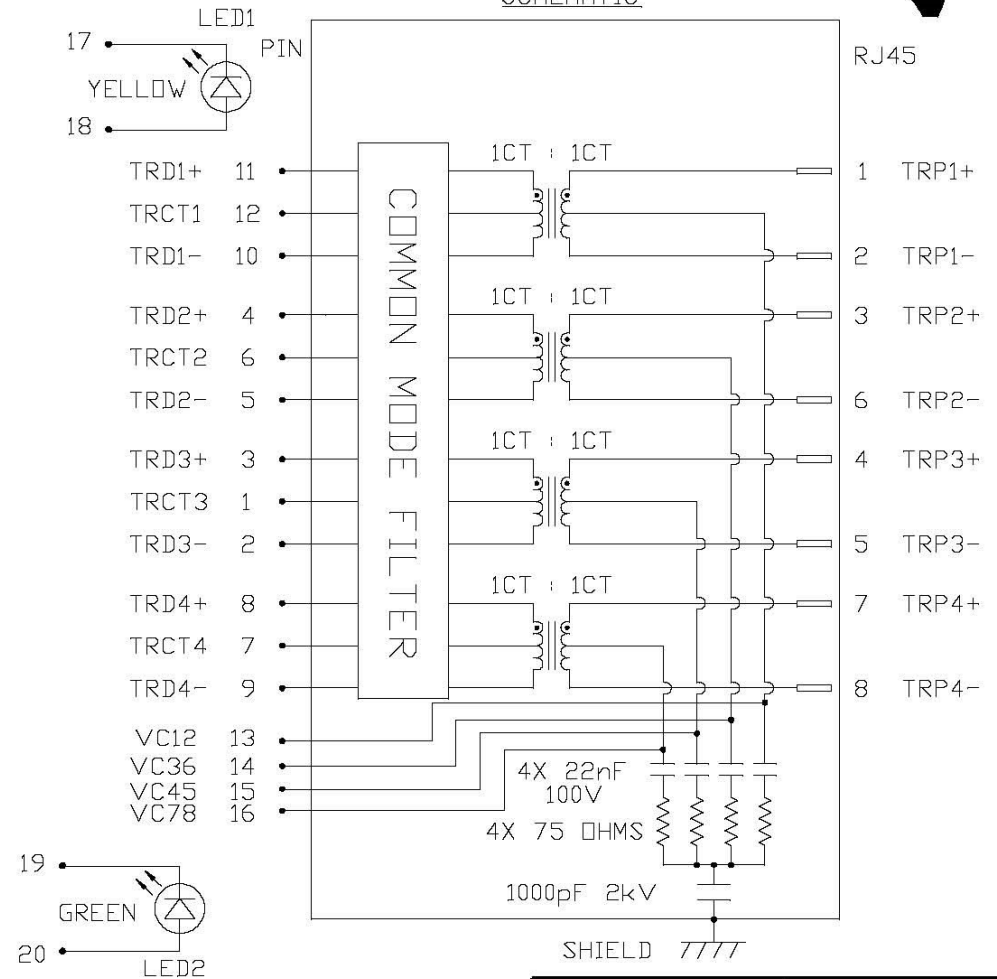 SCHEMATIC
LED1
17
PIN
RJ45
YELLOW
18
1CT : 1CT
TRD1+ 11
1 TRP1+
TRCT1 12
TRD1- 10
2 TRP1-
1CT : 1CT
TRD2+ 4
3 TRP2+
TRCT2 6
TRD2- 5
6 TRP2-
1CT : 1CT
TRD3+ 3
4 TRP3+
TRCT3 1
TRD3- 2
5 TRP3-
1CT : 1CT
TRD4+ 8
7 TRP4+
TRCT4 7
TRD4- 9
8 TRP4-
COMMON MODE FILTER
VC12 13
VC36 14
VC45 15
VC78 16
4X 22nF
100V
4X 75 OHMS
1000pF 2kV
SHIELD
19
GREEN
20
LED2